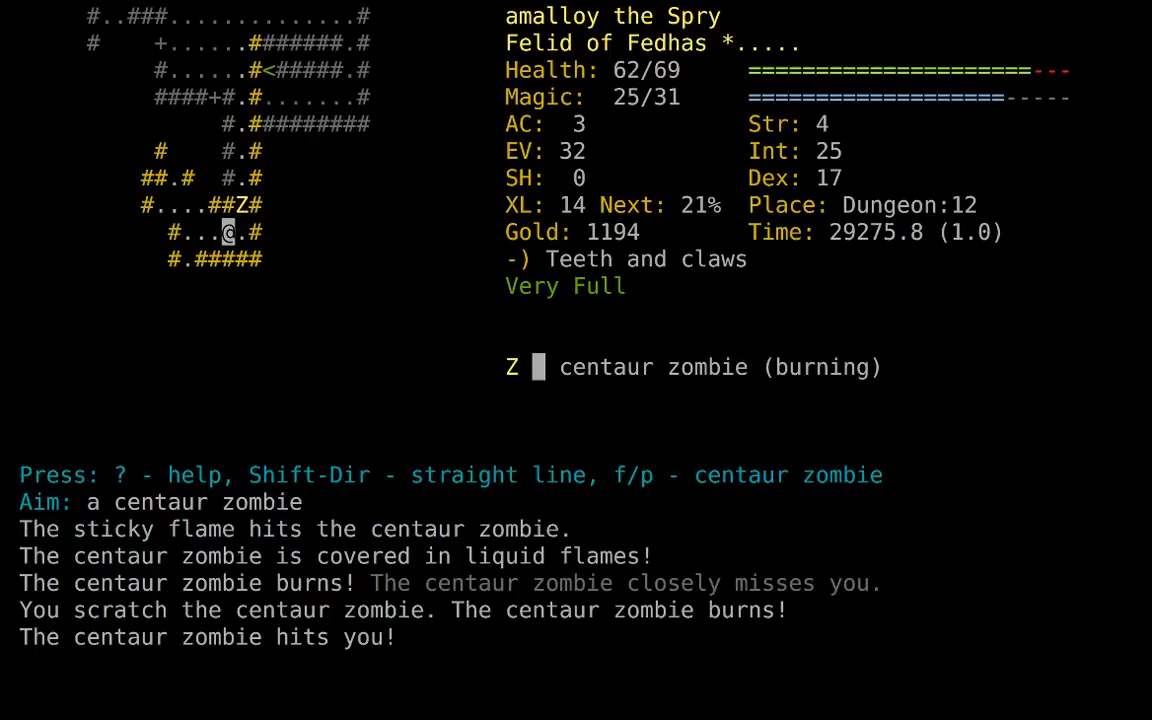 #..###..............#                amalloy the Spry
#    +.......#######.#                Felid of Fedhas *.....
#......#<#####.#                Health: 62/69      =====================---
####+#.#.......#                Magic:  25/31      ===================-----
#.#########                AC:  3             Str: 4
#     #.#                EV: 32             Int: 25
##.#  #.#                SH:  0             Dex: 17
#....##Z#                XL: 14 Next: 21%   Place: Dungeon:12
#...@.#                Gold: 1194         Time: 29275.8 (1.0)
#.#####                -) Teeth and claws
Very Full
Z   centaur zombie (burning)
Press: ? - help, Shift-Dir - straight line, f/p - centaur zombie
Aim: a centaur zombie
The sticky flame hits the centaur zombie.
The centaur zombie is covered in liquid flames!
The centaur zombie burns! The centaur zombie closely misses you.
You scratch the centaur zombie. The centaur zombie burns!
The centaur zombie hits you!